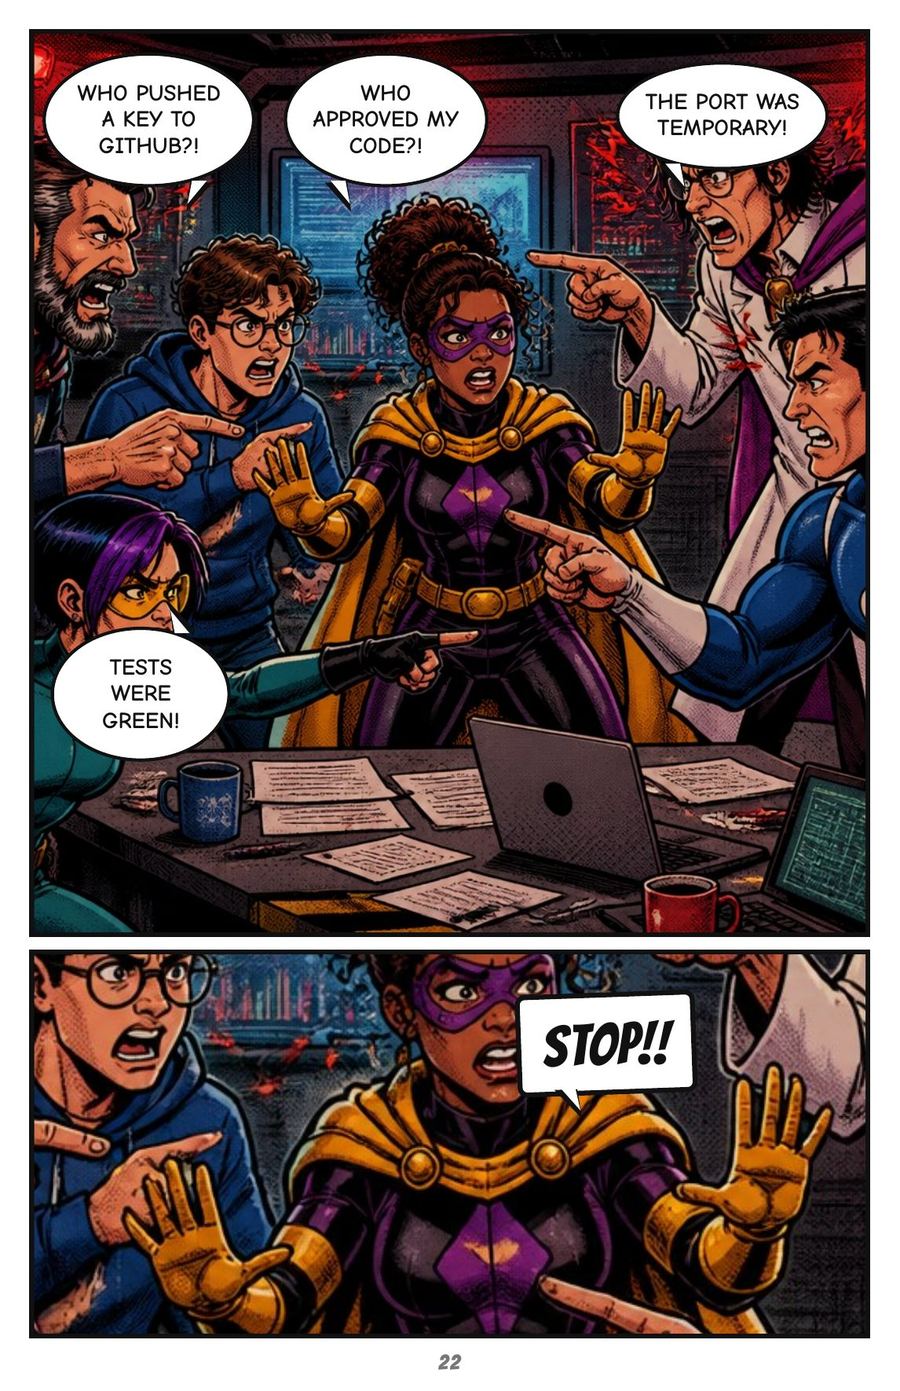 WHO PUSHED
A KEY TO
GITHUB?!
WHO
APPROVED MY
CODE?!
THE PORT WAS
TEMPORARY!
TESTS
WERE
GREEN!
STOP!!
22